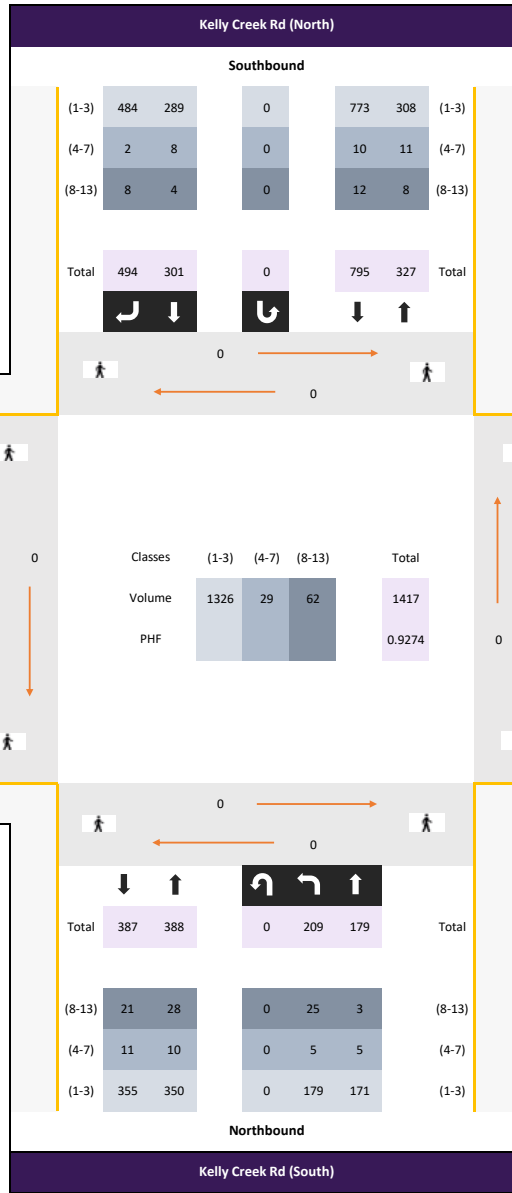 Kelly Creek Rd (North)
Southbound
(1-3) 484 289 0 773 308 (1-3)
(4-7) 2 8 0 10 11 (4-7)
(8-13) 8 4 0 12 8 (8-13)
Total 494 301 0 795 327 Total
0
0
0
Classes (1-3) (4-7) (8-13) Total
Volume 1326 29 62 1417
PHF 0.9274
0
0
0
Total 387 388 0 209 179 Total
(8-13) 21 28 0 25 3 (8-13)
(4-7) 11 10 0 5 5 (4-7)
(1-3) 355 350 0 179 171 (1-3)
Northbound
Kelly Creek Rd (South)